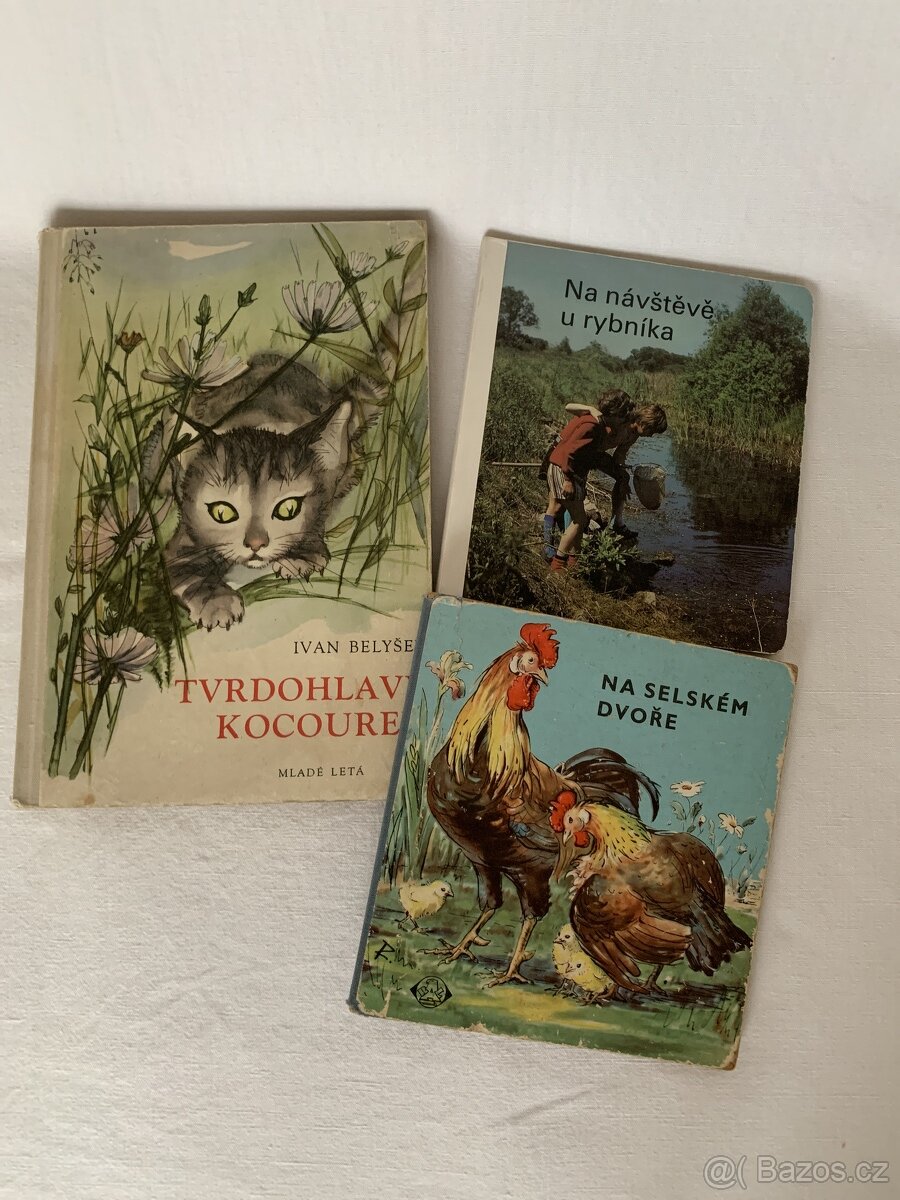 IVAN BELYŠE
TVRDOHLAV
KOCOURE
MLADÉ LETÁ
Na návštěvě
u rybníka
NA SELSKÉM
DVOŘE
@( Bazos.cz